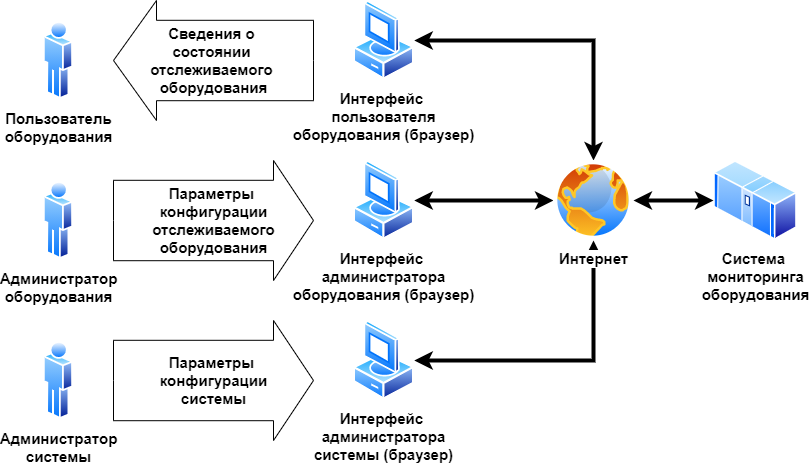 Сведения о
состоянии
отслеживаемого
оборудования
Пользователь
оборудования
Интерфейс
пользователя
оборудования (браузер)
Параметры
конфигурации
отслеживаемого
оборудования
Администратор
оборудования
Интерфейс
администратора
оборудования (браузер)
Интернет
Система
мониторинга
оборудования
Параметры
конфигурации
системы
Администратор
системы
Интерфейс
администратора
системы (браузер)